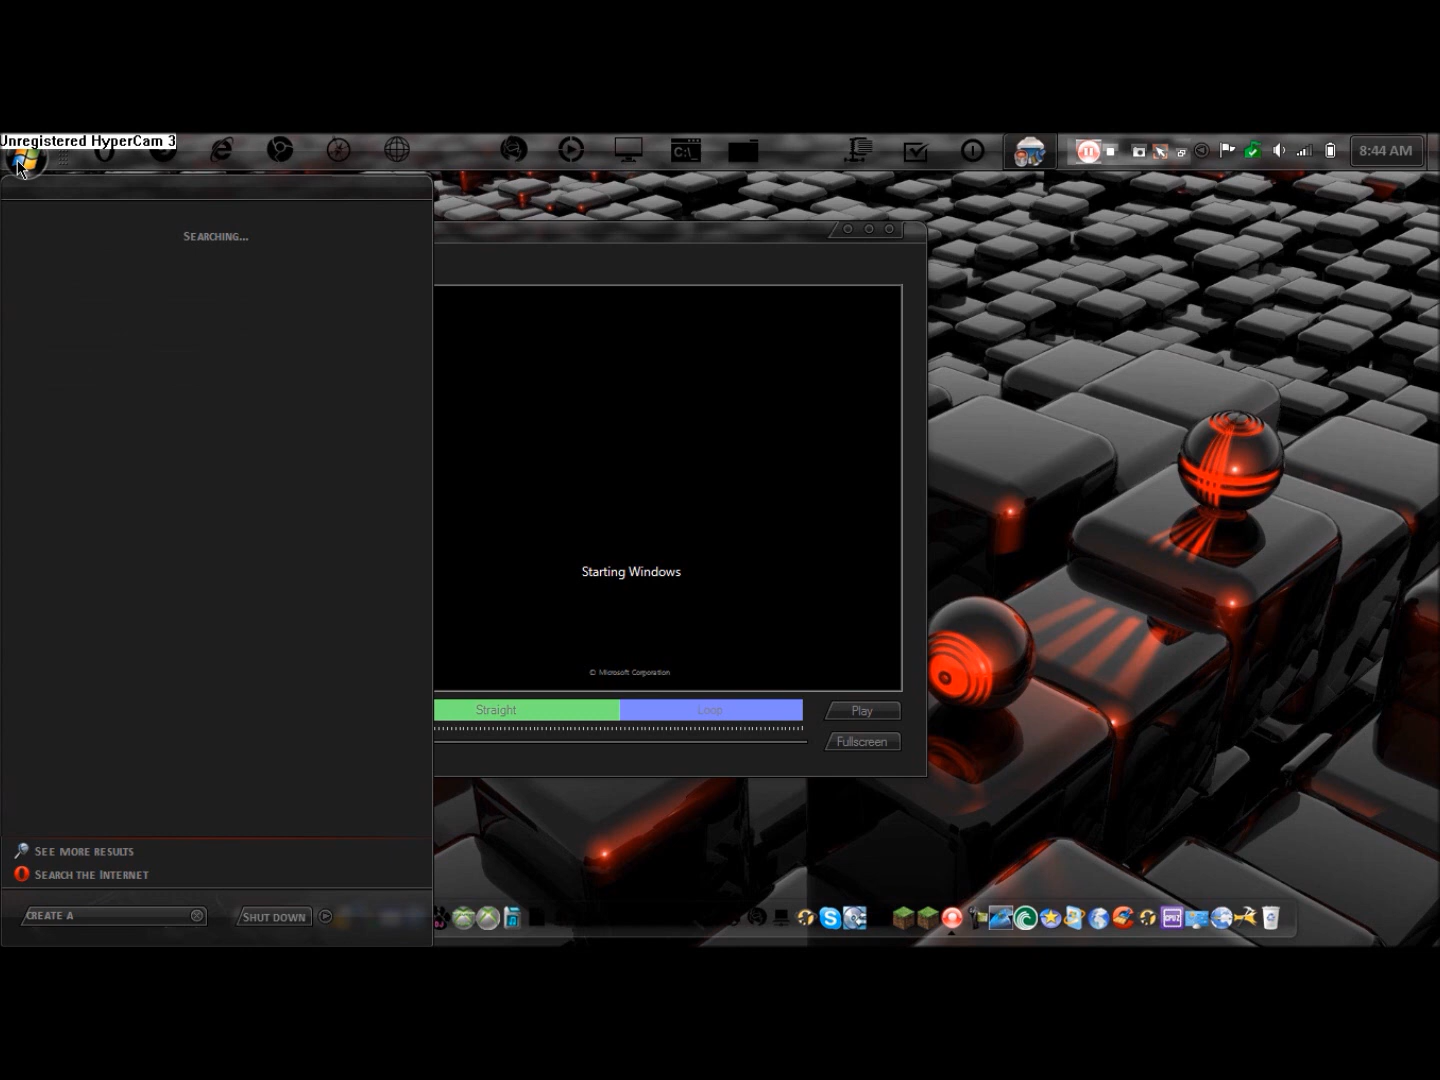 Unregistered HyperCam 3
C:\_
8:44 AM
Searching...
Starting Windows
© Microsoft Corporation
Straight
Loop
Play
Fullscreen
See more results
Search the Internet
create a
Shut down
CPUZ